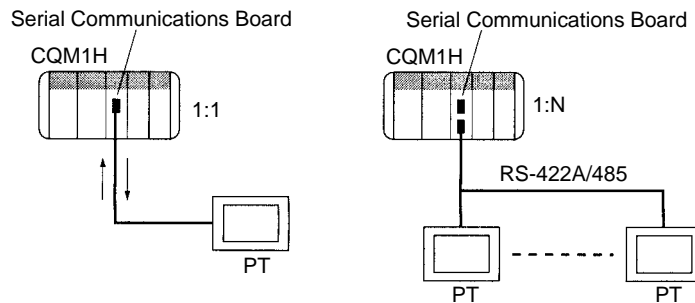 Serial Communications Board
CQM1H
1:1
PT
Serial Communications Board
CQM1H
1:N
RS-422A/485
PT
PT